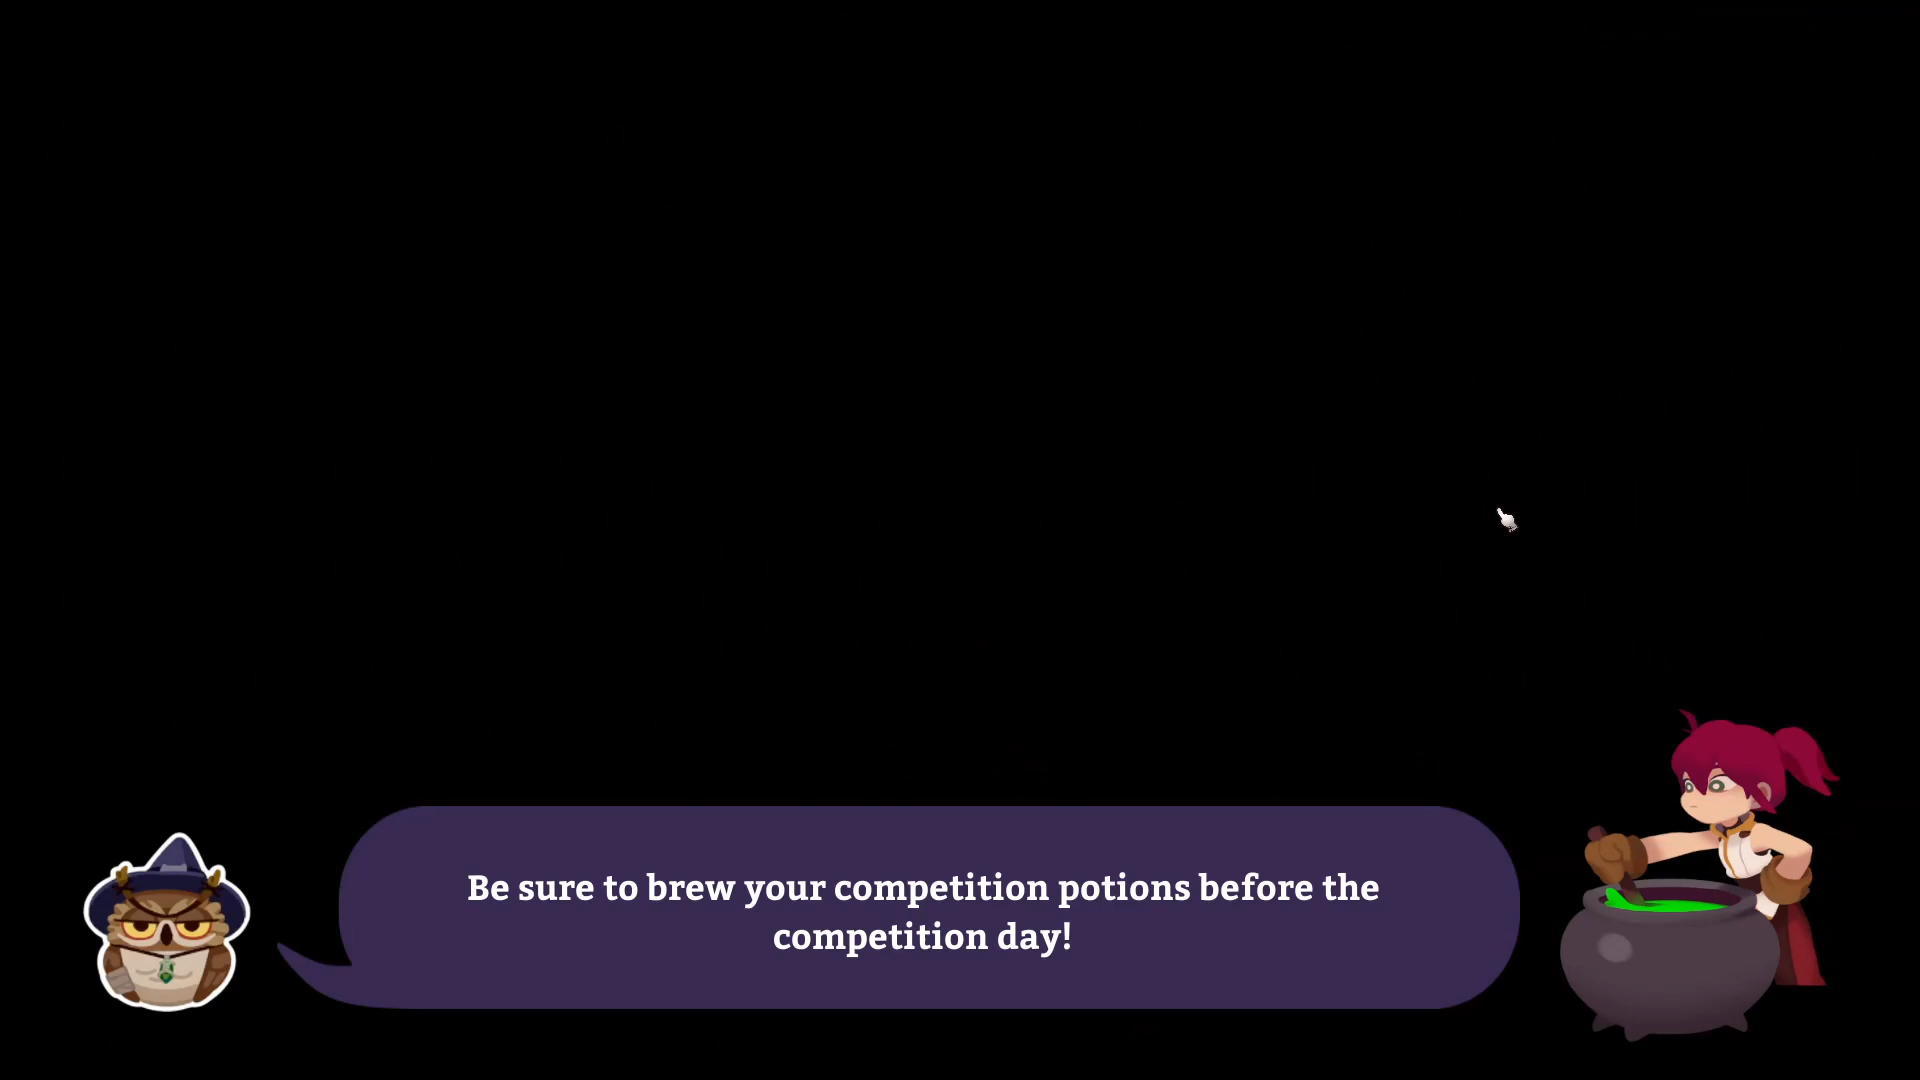 Be sure to brew your competition potions before the
competition day!